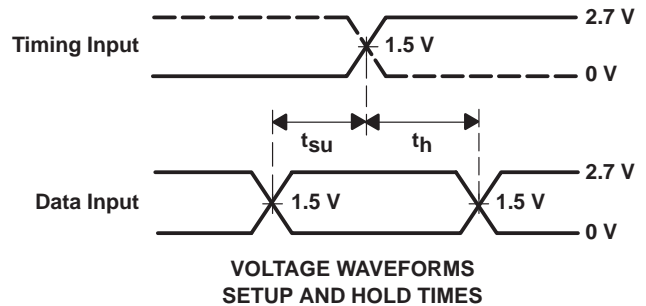 2.7 V
Timing Input
1.5 V
0 V
tsu
th
2.7 V
Data Input
1.5 V
1.5 V
0 V
VOLTAGE WAVEFORMS
SETUP AND HOLD TIMES